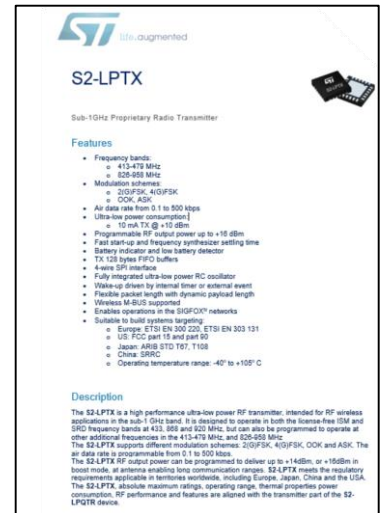 life.augmented
S2-LPTX
Sub-1GHz Proprietary Radio Transmitter
Features
• Frequency bands:
o 413-479 MHz
o 826-958 MHz
• Modulation schemes:
o 2(G)FSK, 4(G)FSK
o OOK, ASK
• Air data rate from 0.1 to 500 kbps
• Ultra-low power consumption:
o 10 mA TX @ +10 dBm
• Programmable RF output power up to +16 dBm
• Fast start-up and frequency synthesizer settling time
• Battery indicator and low battery detector
• TX 128 bytes FIFO buffers
• 4-wire SPI interface
• Fully integrated ultra-low power RC oscillator
• Wake-up driven by internal timer or external event
• Flexible packet length with dynamic payload length
• Wireless M-BUS supported
• Enables operations in the SIGFOX™ networks
• Suitable to build systems targeting:
o Europe: ETSI EN 300 220, ETSI EN 303 131
o US: FCC part 15 and part 90
o Japan: ARIB STD T67, T108
o China: SRRC
o Operating temperature range: -40° to +105° C
Description
The S2-LPTX is a high performance ultra-low power RF transmitter, intended for RF wireless
applications in the sub-1 GHz band. It is designed to operate in both the license-free ISM and
SRD frequency bands at 433, 868 and 920 MHz, but can also be programmed to operate at
other additional frequencies in the 413-479 MHz, and 826-958 MHz
The S2-LPTX supports different modulation schemes: 2(G)FSK, 4(G)FSK, OOK and ASK. The
air data rate is programmable from 0.1 to 500 kbps.
The S2-LPTX RF output power can be programmed to deliver up to +14dBm, or +16dBm in
boost mode, at antenna enabling long communication ranges. S2-LPTX meets the regulatory
requirements applicable in territories worldwide, including Europe, Japan, China and the USA.
The S2-LPTX, absolute maximum ratings, operating range, thermal properties power
consumption, RF performance and features are aligned with the transmitter part of the S2-
LPQTR device.